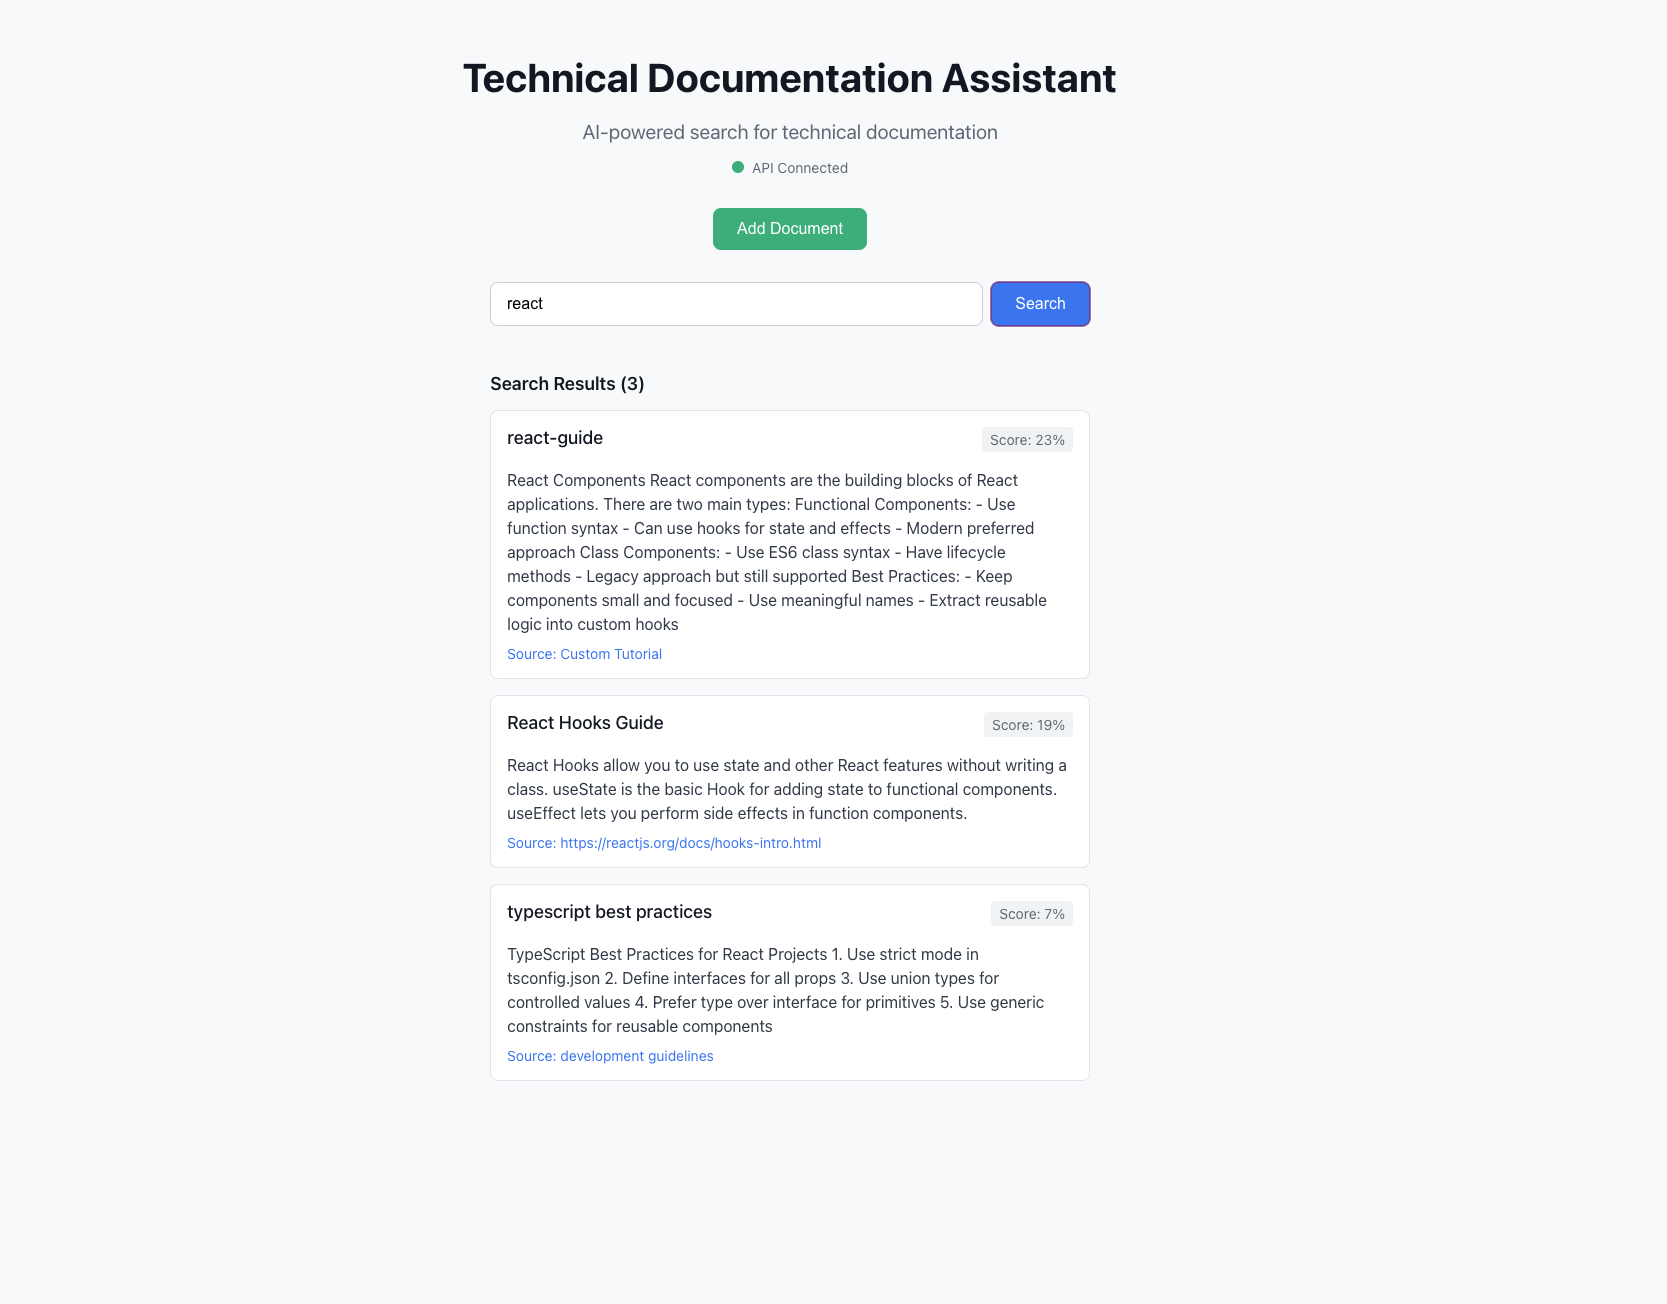 Technical Documentation Assistant
AI-powered search for technical documentation
API Connected
Add Document
react
Search
Search Results (3)
react-guide
Score: 23%
React Components React components are the building blocks of React
applications. There are two main types: Functional Components: - Use
function syntax - Can use hooks for state and effects - Modern preferred
approach Class Components: - Use ES6 class syntax - Have lifecycle
methods - Legacy approach but still supported Best Practices: - Keep
components small and focused - Use meaningful names - Extract reusable
logic into custom hooks
Source: Custom Tutorial
React Hooks Guide
Score: 19%
React Hooks allow you to use state and other React features without writing a
class. useState is the basic Hook for adding state to functional components.
useEffect lets you perform side effects in function components.
Source: https://reactjs.org/docs/hooks-intro.html
typescript best practices
Score: 7%
TypeScript Best Practices for React Projects 1. Use strict mode in
tsconfig.json 2. Define interfaces for all props 3. Use union types for
controlled values 4. Prefer type over interface for primitives 5. Use generic
constraints for reusable components
Source: development guidelines